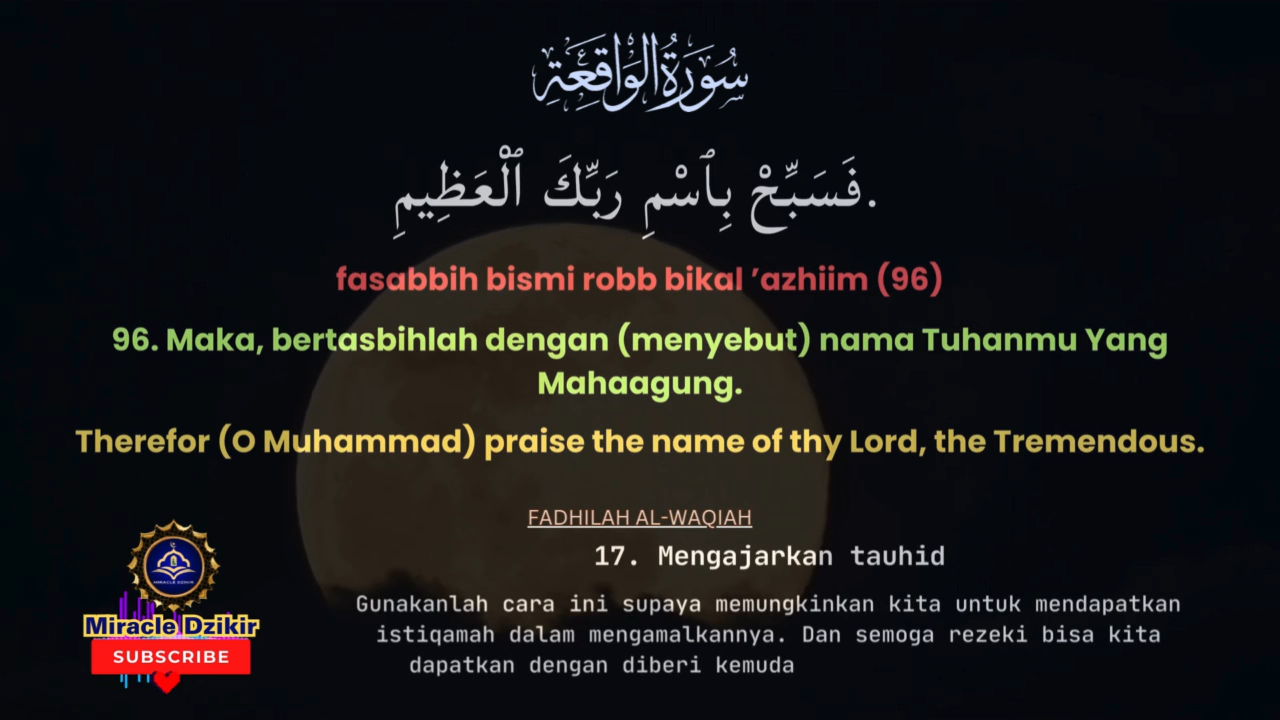 سُورَةُ الْوَاقِعَةِ
فَسَبِّحْ بِٱسْمِ رَبِّكَ ٱلْعَظِيمِ.
fasabbih bismi robb bikal ’azhiim (96)
96. Maka, bertasbihlah dengan (menyebut) nama Tuhanmu Yang
Mahaagung.
Therefor (O Muhammad) praise the name of thy Lord, the Tremendous.
FADHILAH AL-WAQIAH
17. Mengajarkan tauhid
Gunakanlah cara ini supaya memungkinkan kita untuk mendapatkan
istiqamah dalam mengamalkannya. Dan semoga rezeki bisa kita
dapatkan dengan diberi kemuda
MIRACLE DZIKIR
Miracle Dzikir
SUBSCRIBE